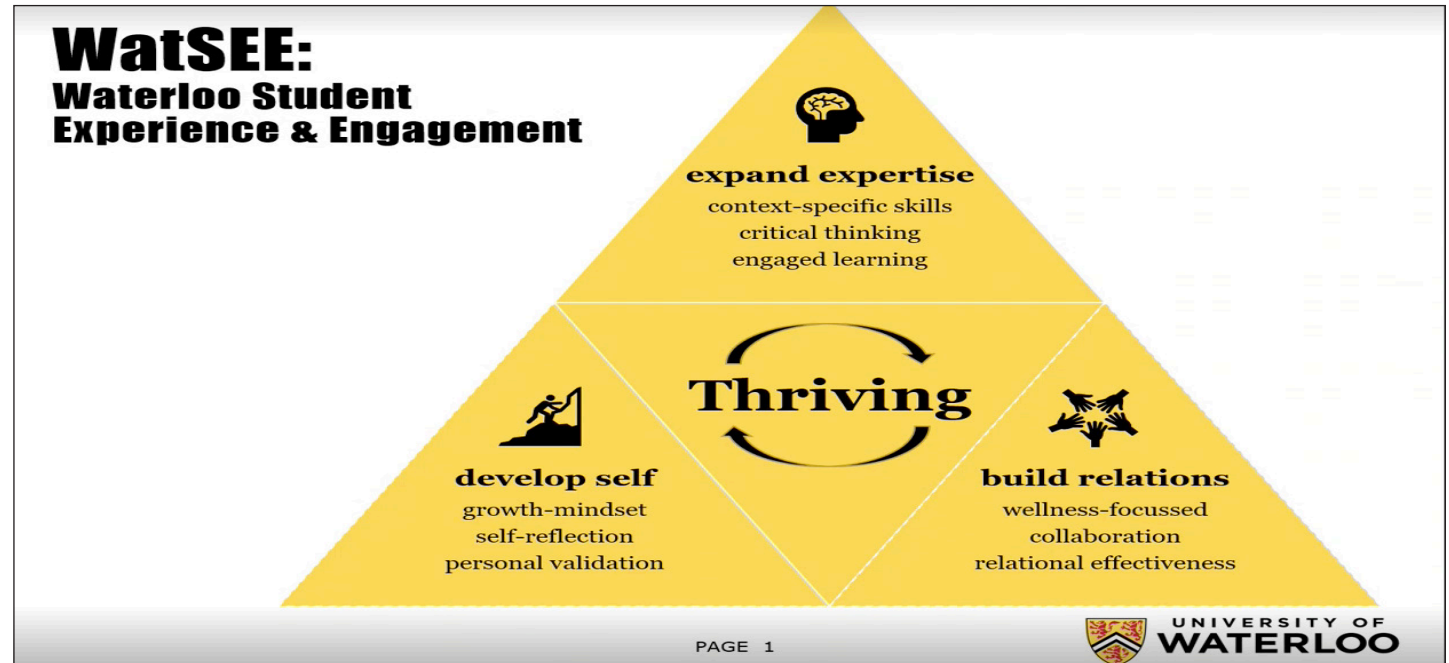 WatSEE:
Waterloo Student
Experience & Engagement
expand expertise
context-specific skills
critical thinking
engaged learning
Thriving
develop self
growth-mindset
self-reflection
personal validation
build relations
wellness-focussed
collaboration
relational effectiveness
PAGE 1
UNIVERSITY OF
WATERLOO